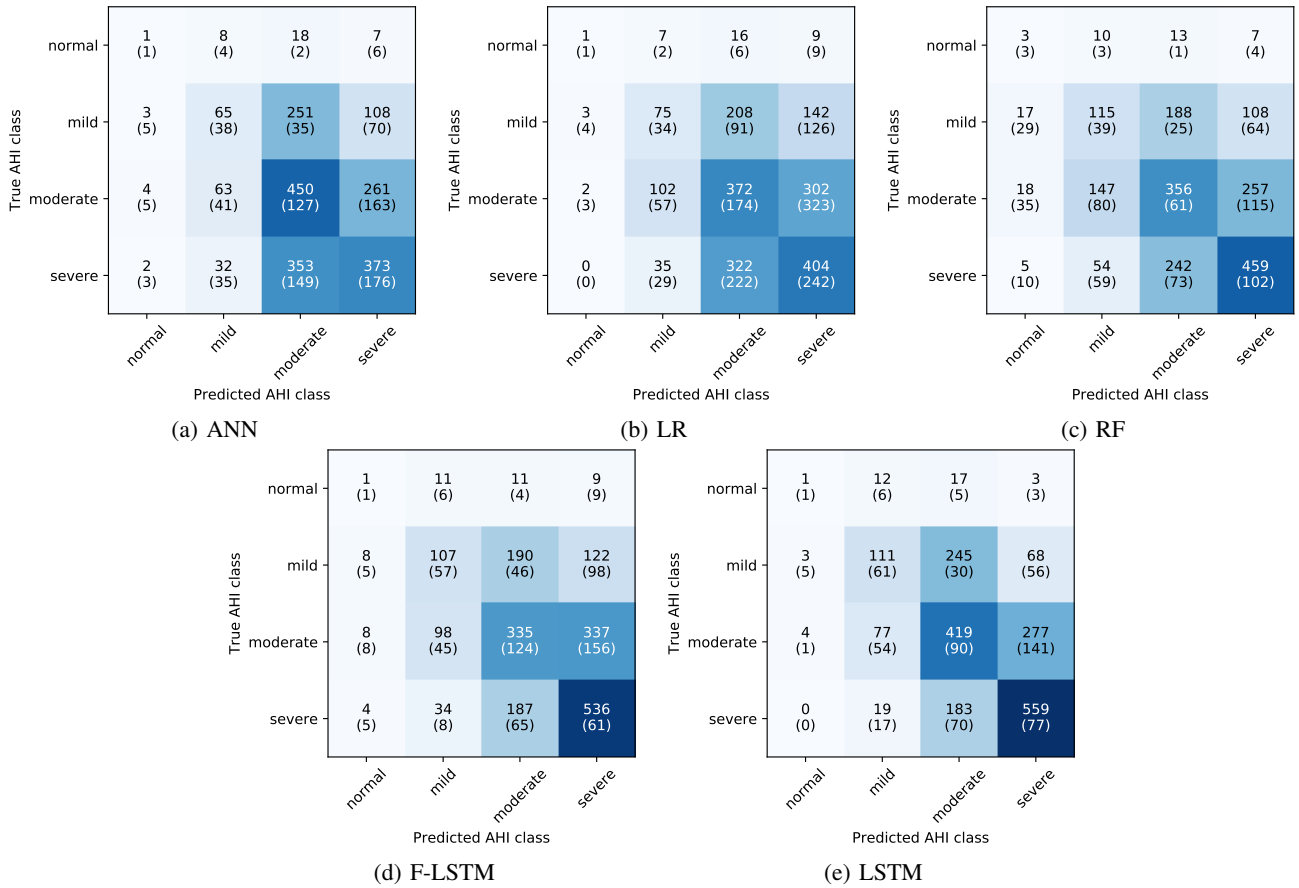 True AHI class
normal
1 8 18 7
(1) (4) (2) (6)
mild
3 65 251 108
(5) (38) (35) (70)
moderate
4 63 450 261
(5) (41) (127) (163)
severe
2 32 353 373
(3) (35) (149) (176)
normal mild moderate severe
Predicted AHI class
(a) ANN
True AHI class
normal
1 7 16 9
(1) (2) (6) (9)
mild
3 75 208 142
(4) (34) (91) (126)
moderate
2 102 372 302
(3) (57) (174) (323)
severe
0 35 322 404
(0) (29) (222) (242)
normal mild moderate severe
Predicted AHI class
(b) LR
True AHI class
normal
3 10 13 7
(3) (3) (1) (4)
mild
17 115 188 108
(29) (39) (25) (64)
moderate
18 147 356 257
(35) (80) (61) (115)
severe
5 54 242 459
(10) (59) (73) (102)
normal mild moderate severe
Predicted AHI class
(c) RF
True AHI class
normal
1 11 11 9
(1) (6) (4) (9)
mild
8 107 190 122
(5) (57) (46) (98)
moderate
8 98 335 337
(8) (45) (124) (156)
severe
4 34 187 536
(5) (8) (65) (61)
normal mild moderate severe
Predicted AHI class
(d) F-LSTM
True AHI class
normal
1 12 17 3
(1) (6) (5) (3)
mild
3 111 245 68
(5) (61) (30) (56)
moderate
4 77 419 277
(1) (54) (90) (141)
severe
0 19 183 559
(0) (17) (70) (77)
normal mild moderate severe
Predicted AHI class
(e) LSTM